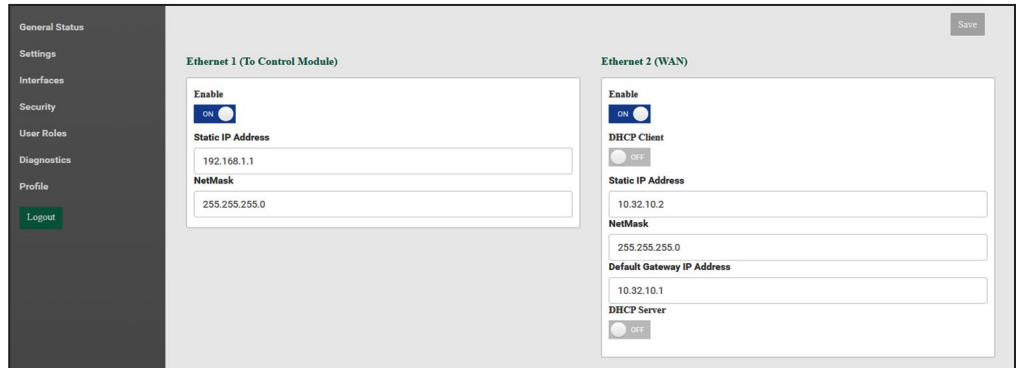 General Status
Settings
Interfaces
Security
User Roles
Diagnostics
Profile
Logout
Save
Ethernet 1 (To Control Module)
Enable
ON
Static IP Address
192.168.1.1
NetMask
255.255.255.0
Ethernet 2 (WAN)
Enable
ON
DHCP Client
OFF
Static IP Address
10.32.10.2
NetMask
255.255.255.0
Default Gateway IP Address
10.32.10.1
DHCP Server
OFF